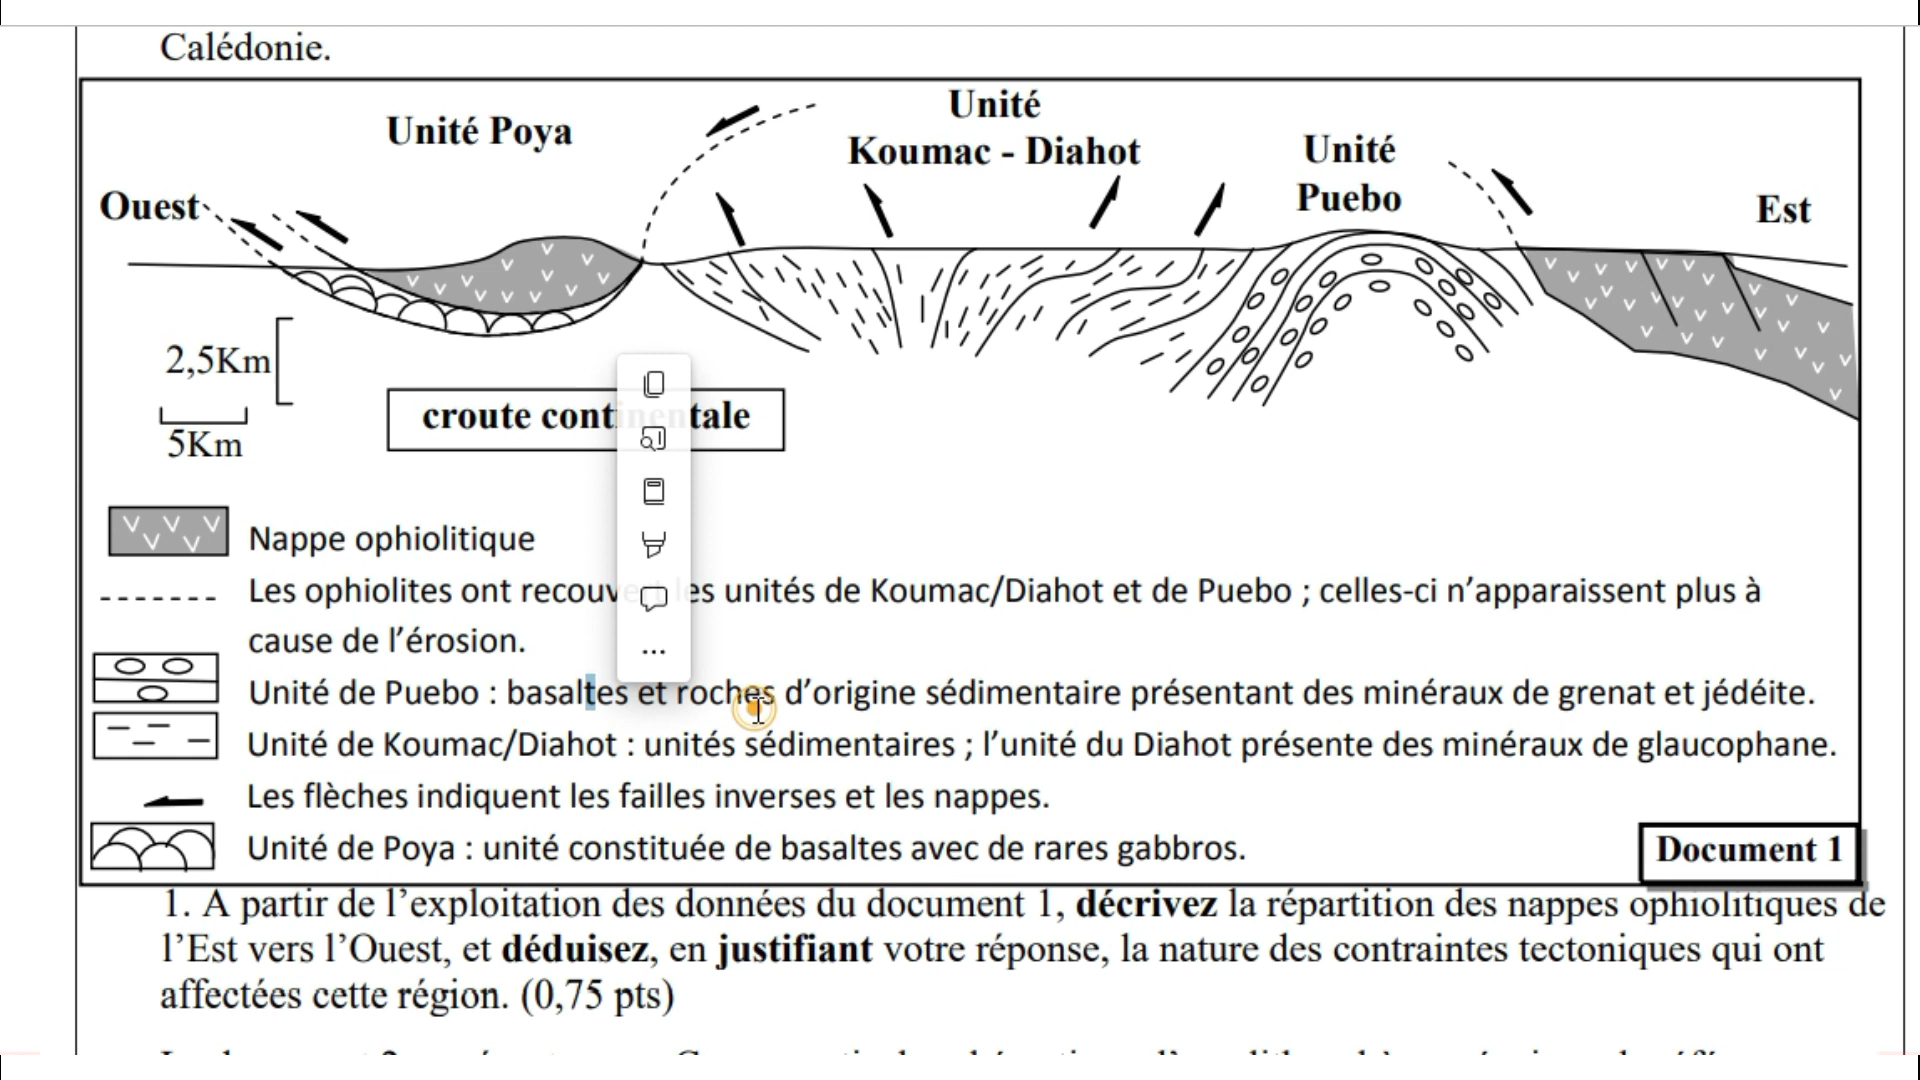 Calédonie.
Unité Poya
Unité
Koumac - Diahot
Unité
Puebo
Ouest
Est
2,5Km
5Km
croute continentale
Nappe ophiolitique
Les ophiolites ont recouvert les unités de Koumac/Diahot et de Puebo ; celles-ci n’apparaissent plus à
cause de l’érosion.
Unité de Puebo : basaltes et roches d’origine sédimentaire présentant des minéraux de grenat et jédéite.
Unité de Koumac/Diahot : unités sédimentaires ; l’unité du Diahot présente des minéraux de glaucophane.
Les flèches indiquent les failles inverses et les nappes.
Unité de Poya : unité constituée de basaltes avec de rares gabbros.
Document 1
1. A partir de l’exploitation des données du document 1, décrivez la répartition des nappes ophiolitiques de
l’Est vers l’Ouest, et déduisez, en justifiant votre réponse, la nature des contraintes tectoniques qui ont
affectées cette région. (0,75 pts)